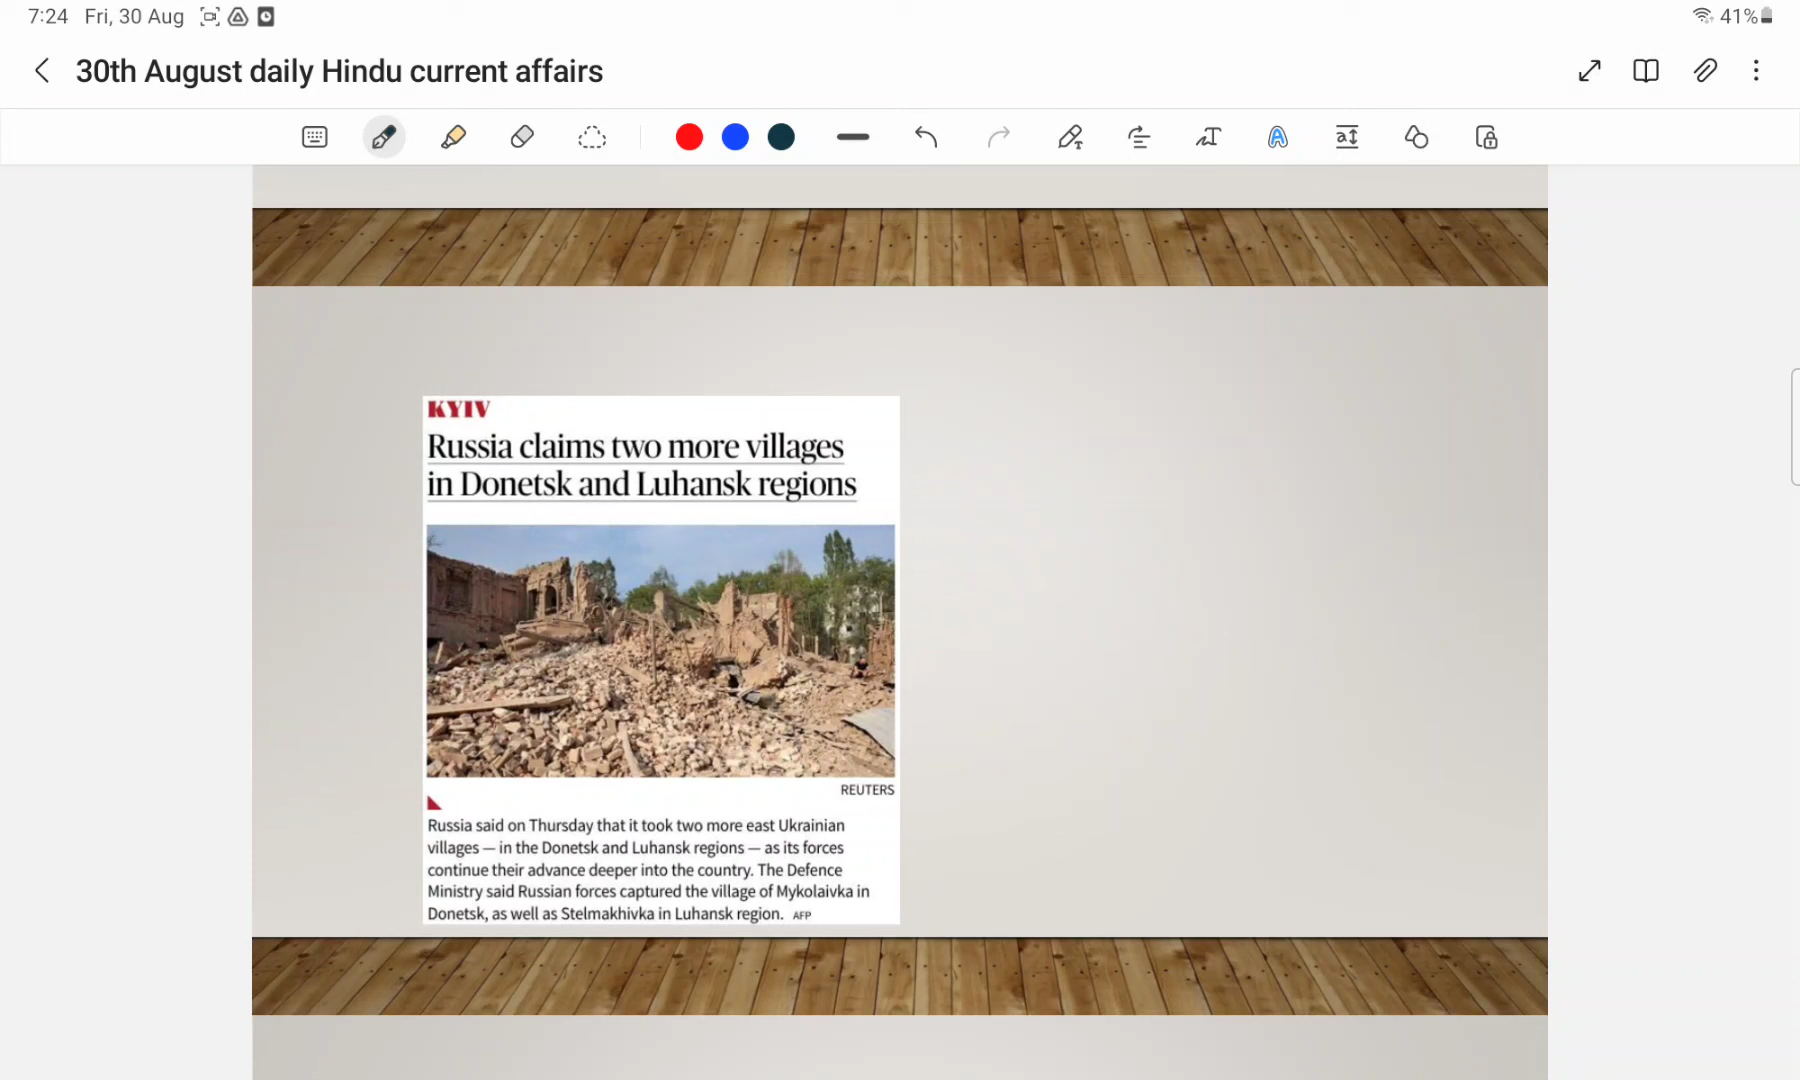 7:24 Fri, 30 Aug
41%
30th August daily Hindu current affairs
KYIV
Russia claims two more villages
in Donetsk and Luhansk regions
REUTERS
Russia said on Thursday that it took two more east Ukrainian
villages — in the Donetsk and Luhansk regions — as its forces
continue their advance deeper into the country. The Defence
Ministry said Russian forces captured the village of Mykolaivka in
Donetsk, as well as Stelmakhivka in Luhansk region. AFP